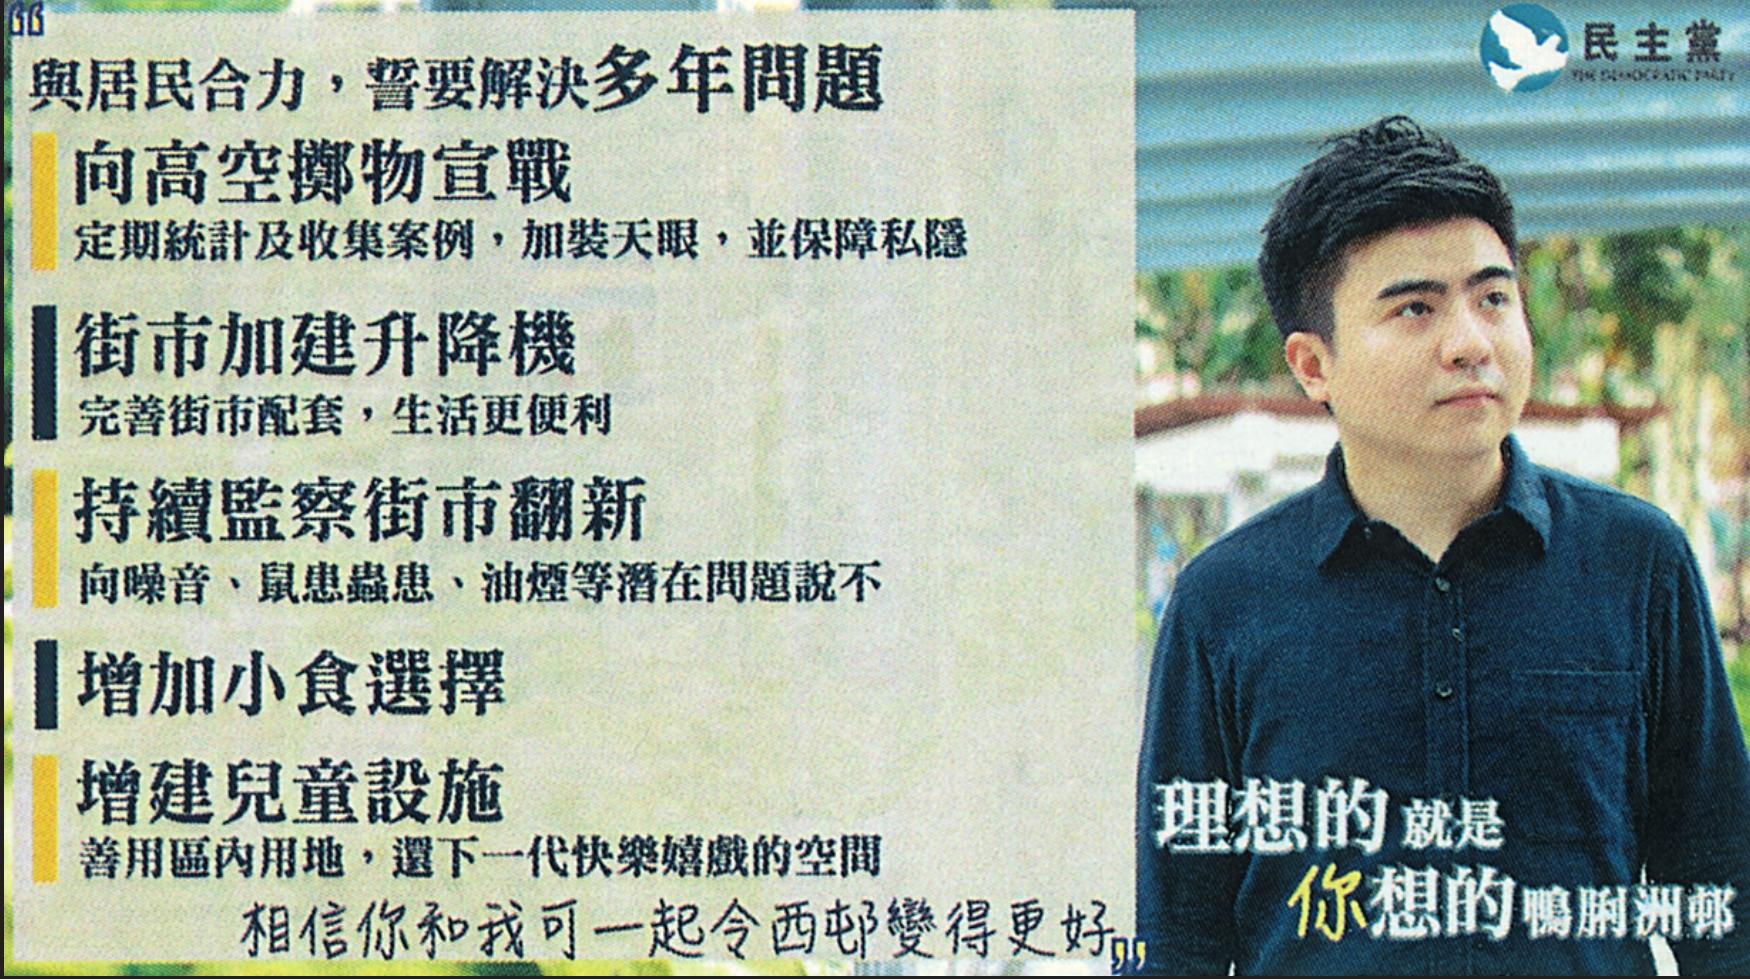 與居民合力，誓要解決多年問題
向高空擲物宣戰
定期統計及收集案例，加裝天眼，並保障私隱
街市加建升降機
完善街市配套，生活更便利
持續監察街市翻新
向噪音、鼠患蟲患、油煙等潛在問題說不
增加小食選擇
增建兒童設施
善用區內用地，還下一代快樂嬉戲的空間
相信你和我可一起令西邨變得更好
民主黨
THE DEMOCRATIC PARTY
理想的就是
你想的鴨脷洲邨